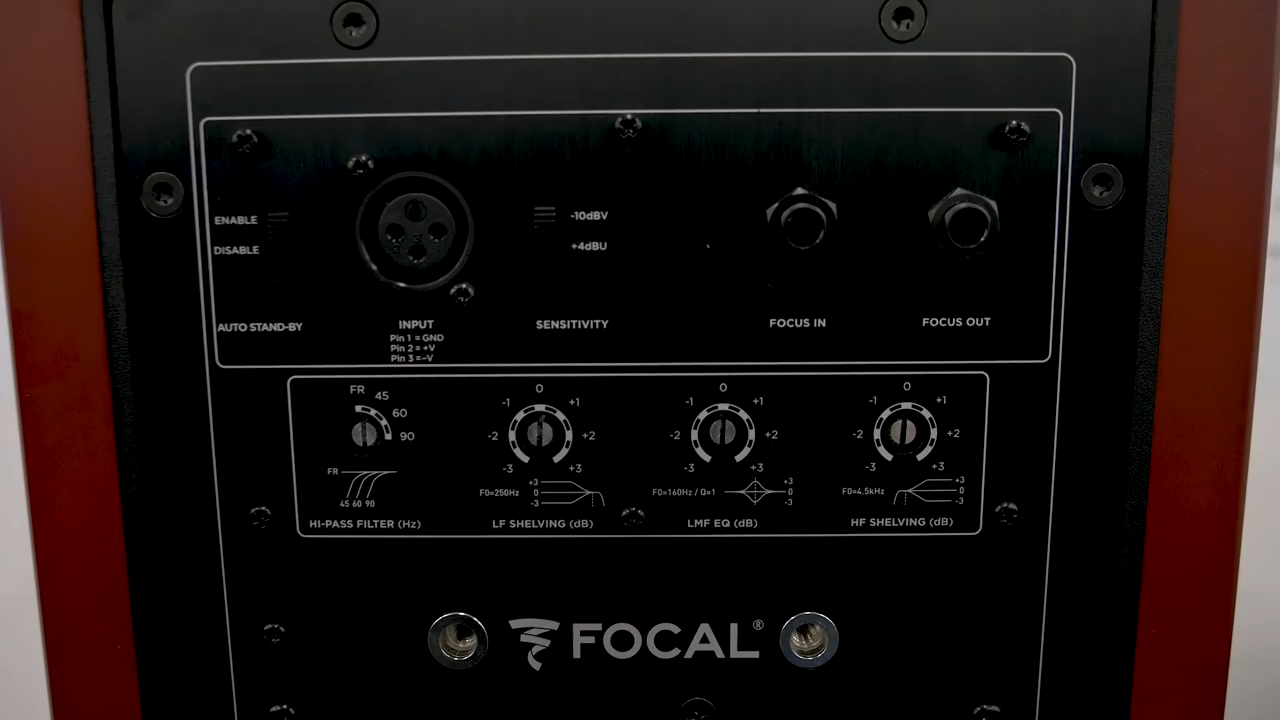 ENABLE
DISABLE
AUTO STAND-BY
INPUT
Pin 1 = GND
Pin 2 = +V
Pin 3 = -V
-10dBV
+4dBU
SENSITIVITY
FOCUS IN
FOCUS OUT
FR 45 60 90
FR
45 60 90
HI-PASS FILTER (Hz)
-3 -2 -1 0 +1 +2 +3
F0=250Hz
+3
0
-3
LF SHELVING (dB)
-3 -2 -1 0 +1 +2 +3
F0=160Hz / Q=1
+3
0
-3
LMF EQ (dB)
-3 -2 -1 0 +1 +2 +3
F0=4.5kHz
+3
0
-3
HF SHELVING (dB)
FOCAL®